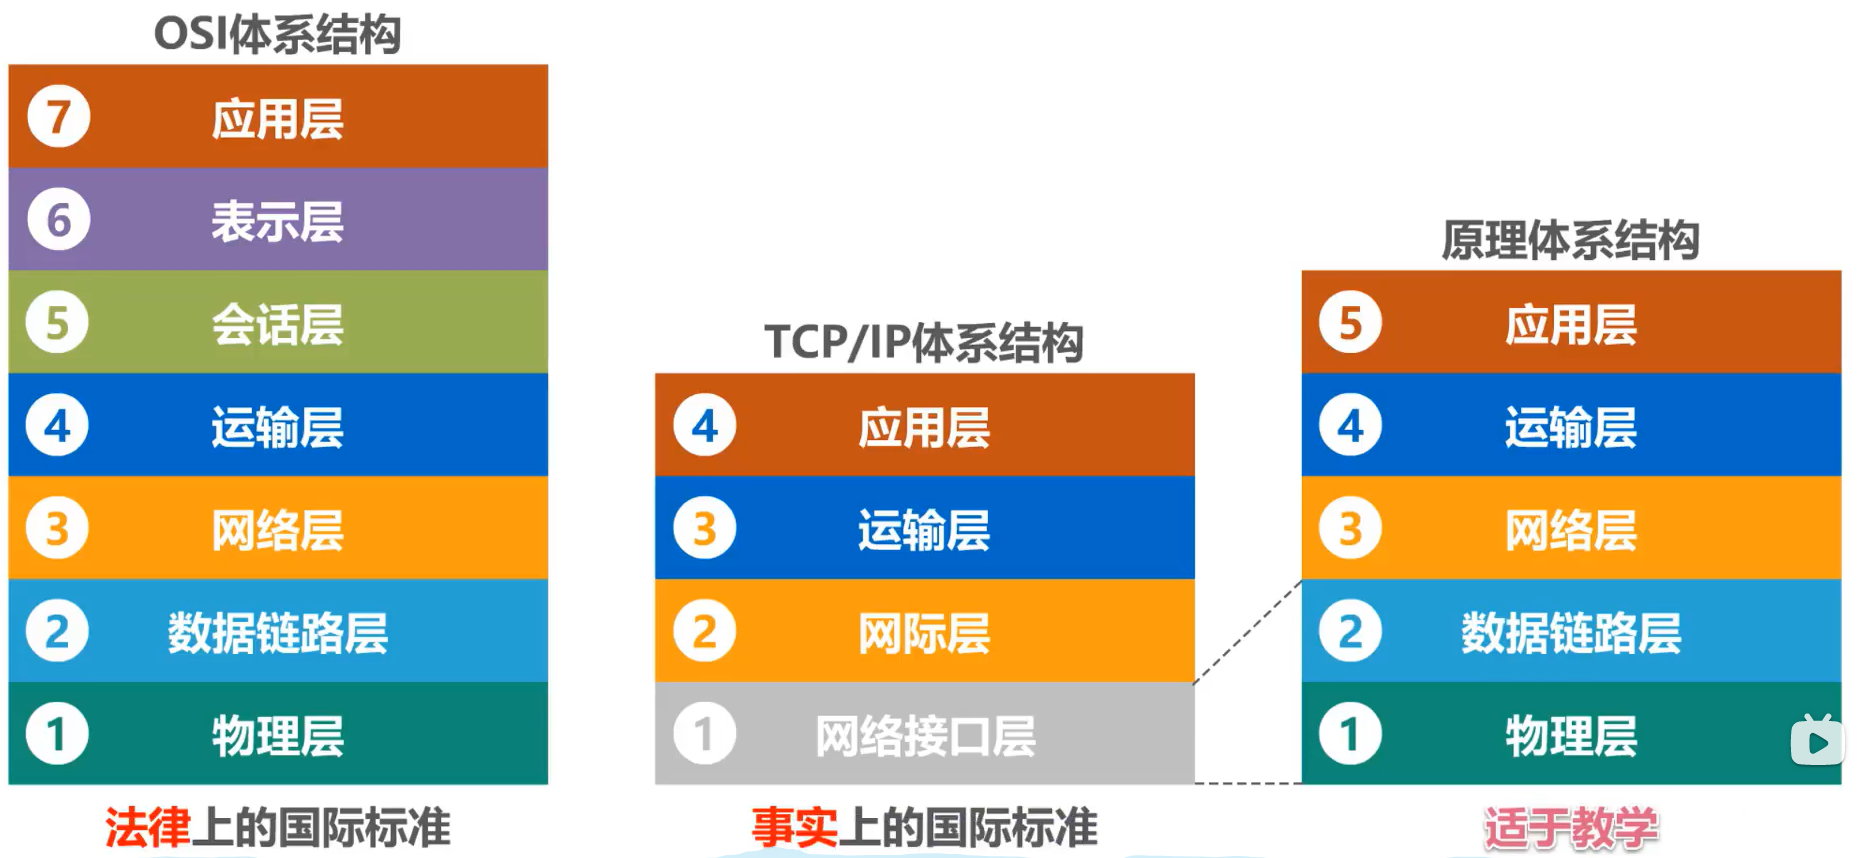 OSI体系结构
7 应用层
6 表示层
5 会话层
4 运输层
3 网络层
2 数据链路层
1 物理层
法律上的国际标准
TCP/IP体系结构
4 应用层
3 运输层
2 网际层
1 网络接口层
事实上的国际标准
原理体系结构
5 应用层
4 运输层
3 网络层
2 数据链路层
1 物理层
适于教学